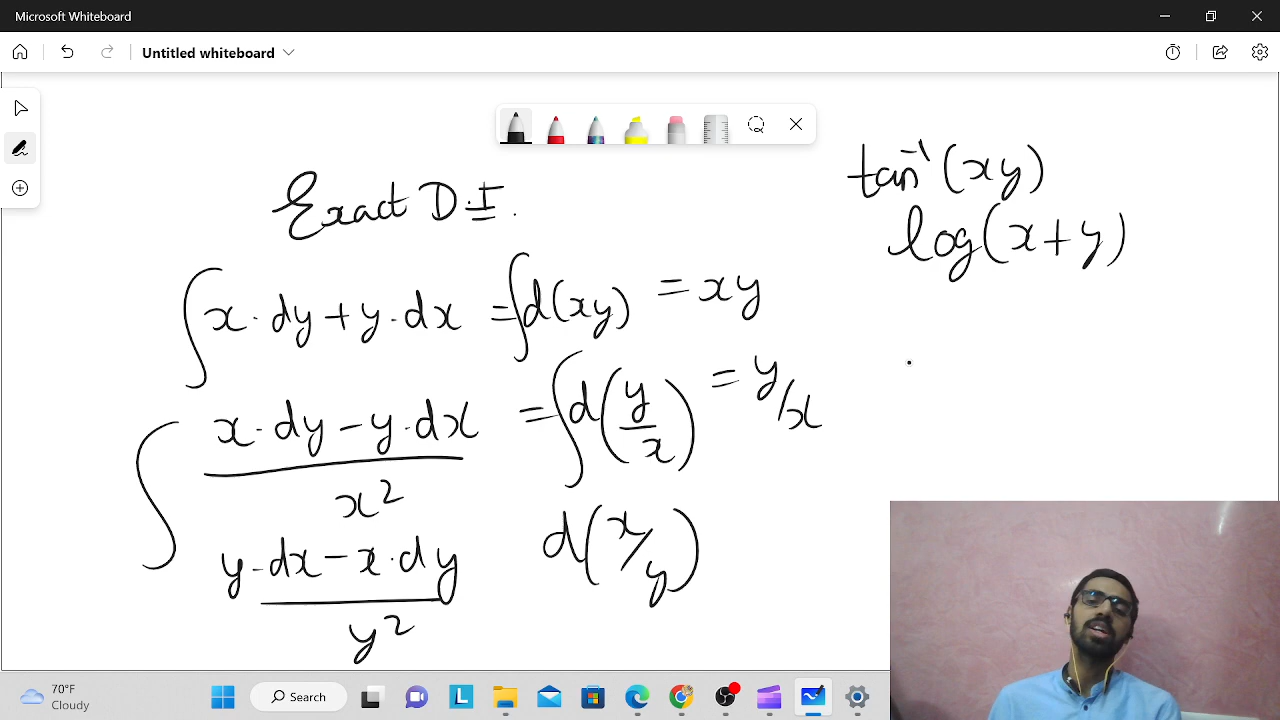 Microsoft Whiteboard
Untitled whiteboard
Exact D.I.
∫ x·dy + y·dx = ∫ d(xy) = xy
∫ (x·dy − y·dx)/x² = ∫ d(y/x) = y/x
(y·dx − x·dy)/y² d(x/y)
tan⁻¹(xy)
log(x+y)
70°F
Cloudy
Search